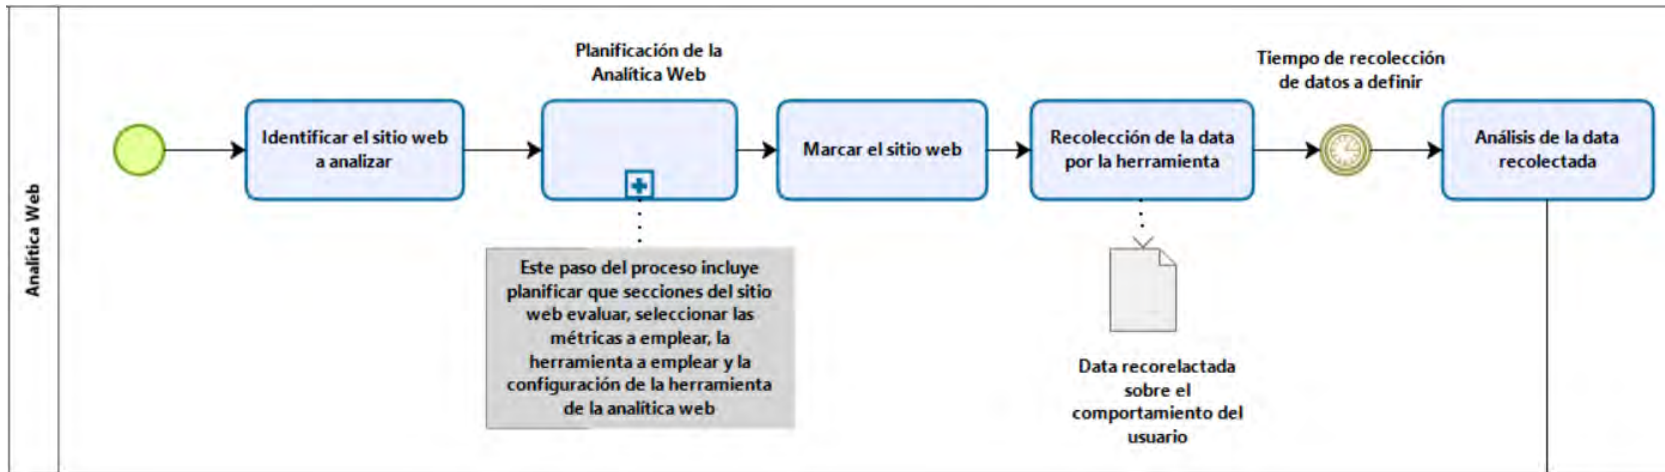 Analítica Web
Identificar el sitio web
a analizar
Planificación de la
Analítica Web
Este paso del proceso incluye
planificar que secciones del sitio
web evaluar, seleccionar las
métricas a emplear, la
herramienta a emplear y la
configuración de la herramienta
de la analítica web
Marcar el sitio web
Recolección de la data
por la herramienta
Data recorelactada
sobre el
comportamiento del
usuario
Tiempo de recolección
de datos a definir
Análisis de la data
recolectada